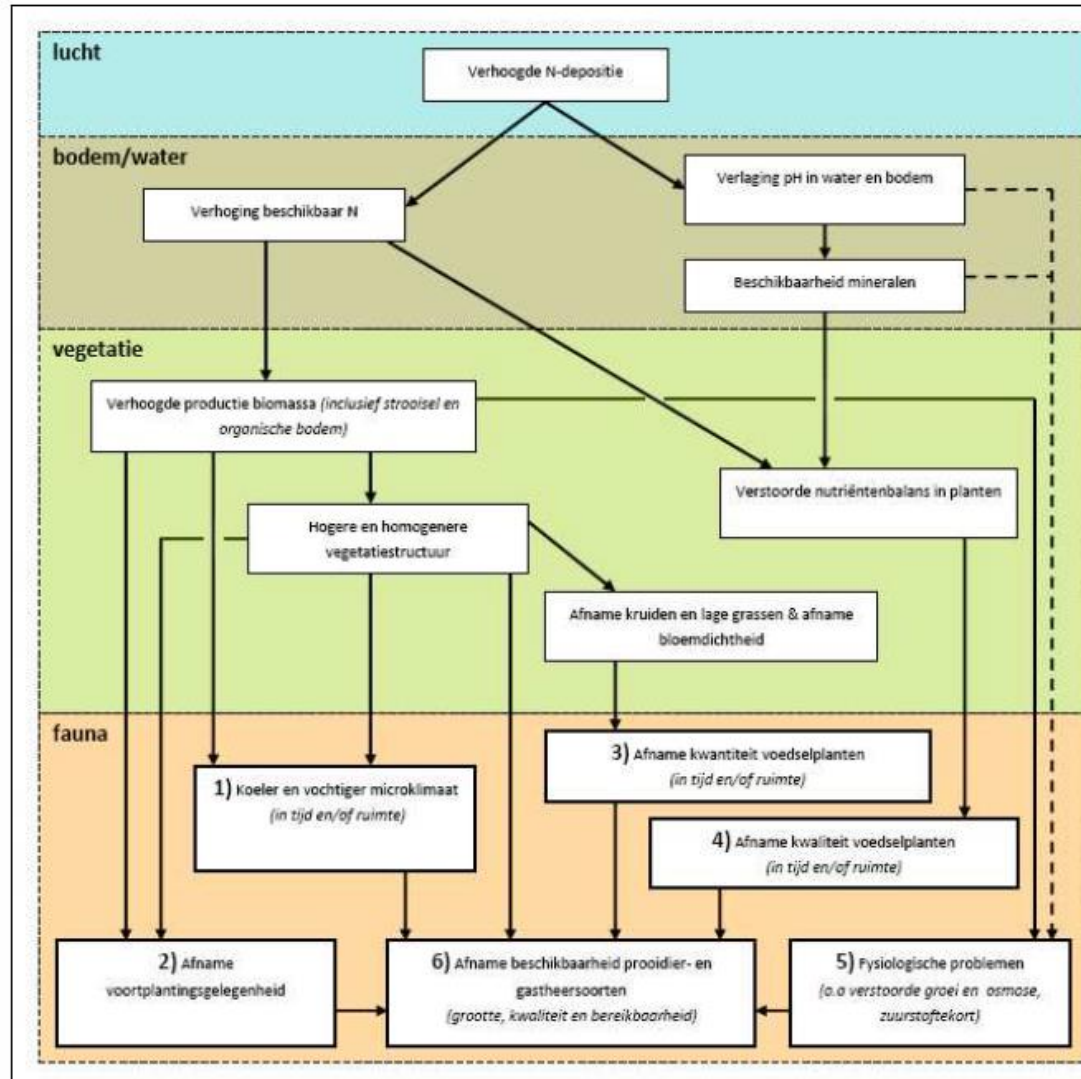 lucht
Verhoogde N-depositie
bodem/water
Verlaging pH in water en bodem
Verhoging beschikbaar N
Beschikbaarheid mineralen
vegetatie
Verhoogde productie biomassa (inclusief strooisel en
organische bodem)
Verstoorde nutriëntenbalans in planten
Hogere en homogenere
vegetatiestructuur
Afname kruiden en lage grassen & afname
bloemdichtheid
fauna
3) Afname kwantiteit voedselplanten
(in tijd en/of ruimte)
1) Koeler en vochtiger microklimaat
(in tijd en/of ruimte)
4) Afname kwaliteit voedselplanten
(in tijd en/of ruimte)
2) Afname
voortplantingsgelegenheid
6) Afname beschikbaarheid prooidier- en
gastheersoorten
(grootte, kwaliteit en bereikbaarheid)
5) Fysiologische problemen
(o.a verstoorde groei en osmose,
zuurstoftekort)